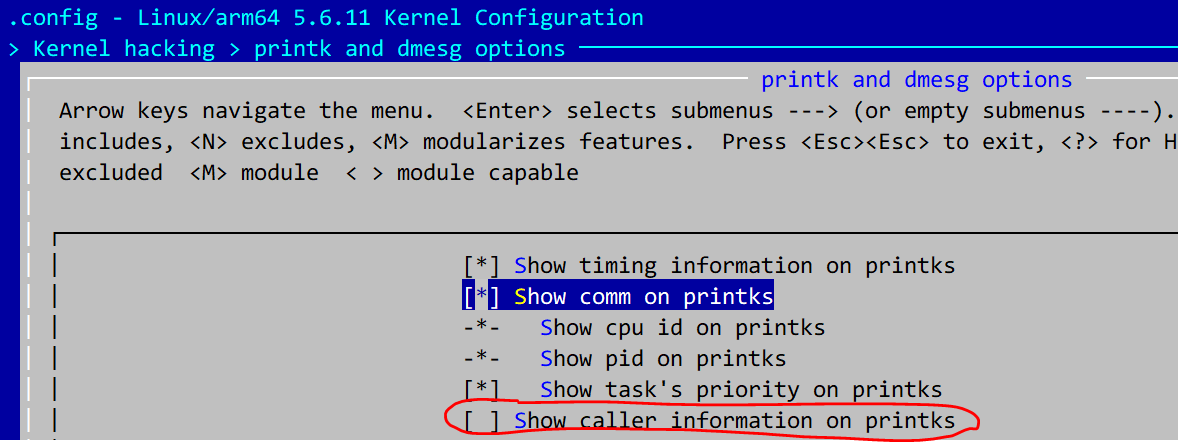 .config - Linux/arm64 5.6.11 Kernel Configuration
> Kernel hacking > printk and dmesg options
printk and dmesg options
Arrow keys navigate the menu.  <Enter> selects submenus ---> (or empty submenus ----).
includes, <N> excludes, <M> modularizes features.  Press <Esc><Esc> to exit, <?> for H
excluded  <M> module  < > module capable
[*] Show timing information on printks
[*] Show comm on printks
-*-   Show cpu id on printks
-*-   Show pid on printks
[*]   Show task's priority on printks
[ ] Show caller information on printks